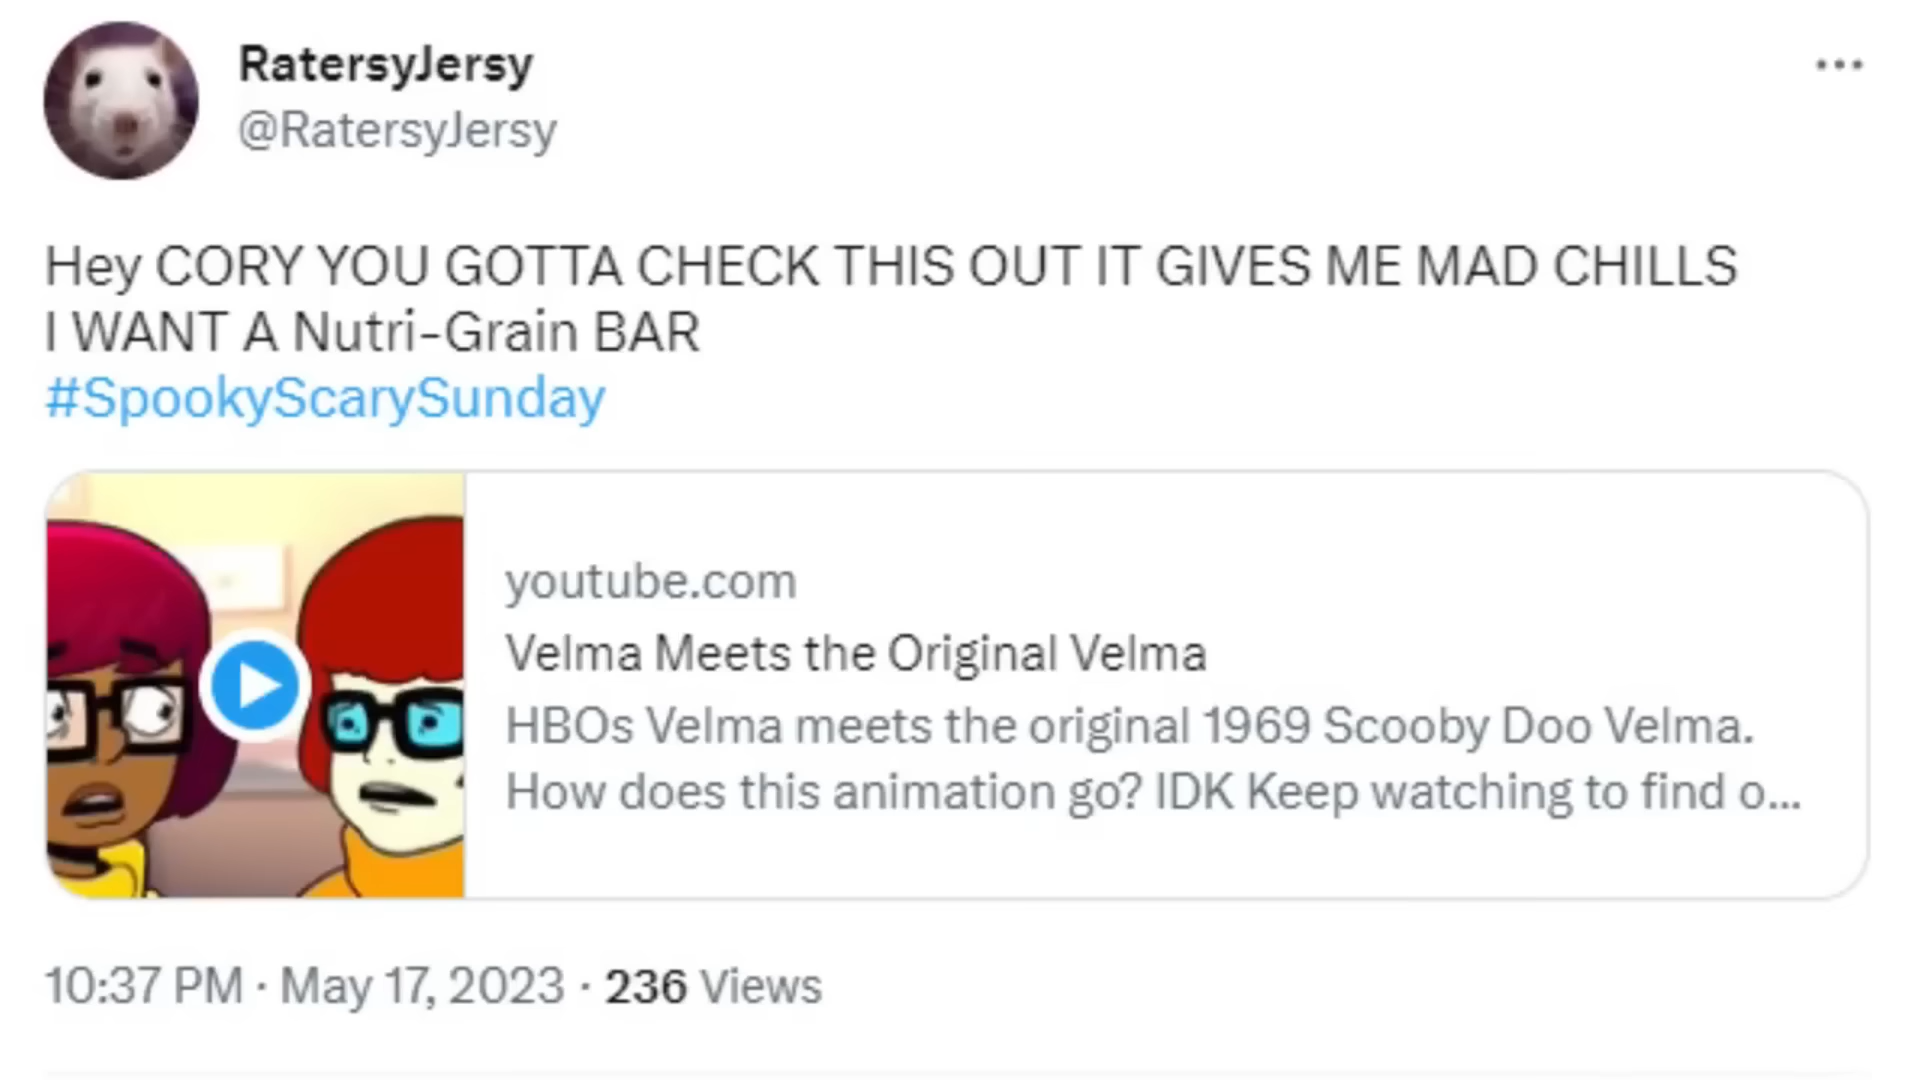 RatersyJersy
@RatersyJersy
Hey CORY YOU GOTTA CHECK THIS OUT IT GIVES ME MAD CHILLS
I WANT A Nutri-Grain BAR
#SpookyScarySunday
youtube.com
Velma Meets the Original Velma
HBOs Velma meets the original 1969 Scooby Doo Velma.
How does this animation go? IDK Keep watching to find o...
10:37 PM · May 17, 2023 · 236 Views